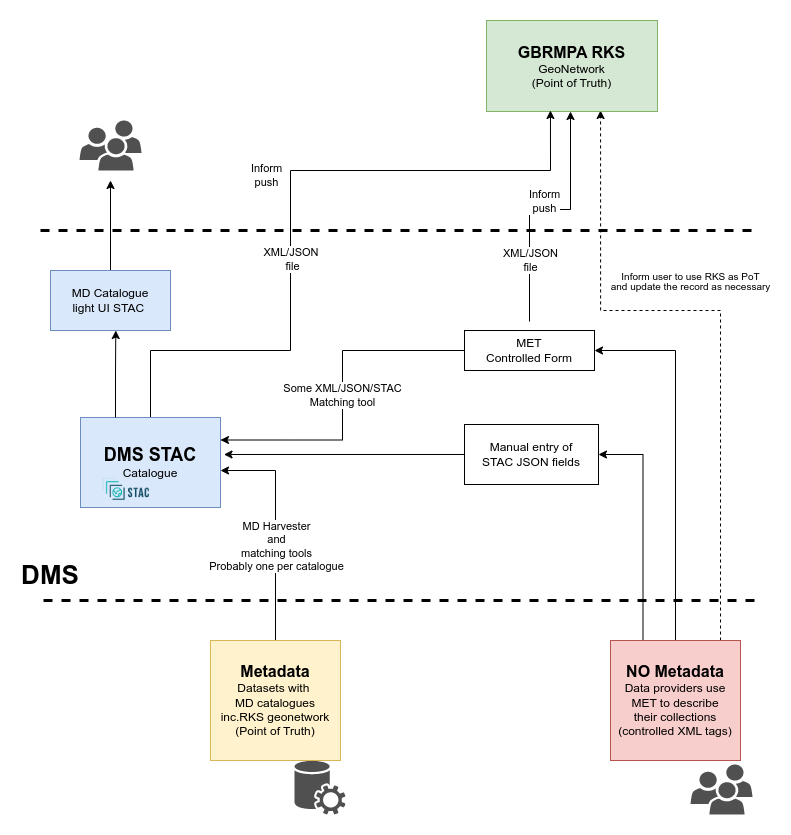 GBRMPA RKS
GeoNetwork
(Point of Truth)
Inform
push
Inform
push
XML/JSON
file
XML/JSON
file
Inform user to use RKS as PoT
and update the record as necessary
MD Catalogue
light UI STAC
MET
Controlled Form
Some XML/JSON/STAC
Matching tool
DMS STAC
Catalogue
STAC
Manual entry of
STAC JSON fields
MD Harvester
and
matching tools
Probably one per catalogue
DMS
Metadata
Datasets with
MD catalogues
inc.RKS geonetwork
(Point of Truth)
NO Metadata
Data providers use
MET to describe
their collections
(controlled XML tags)